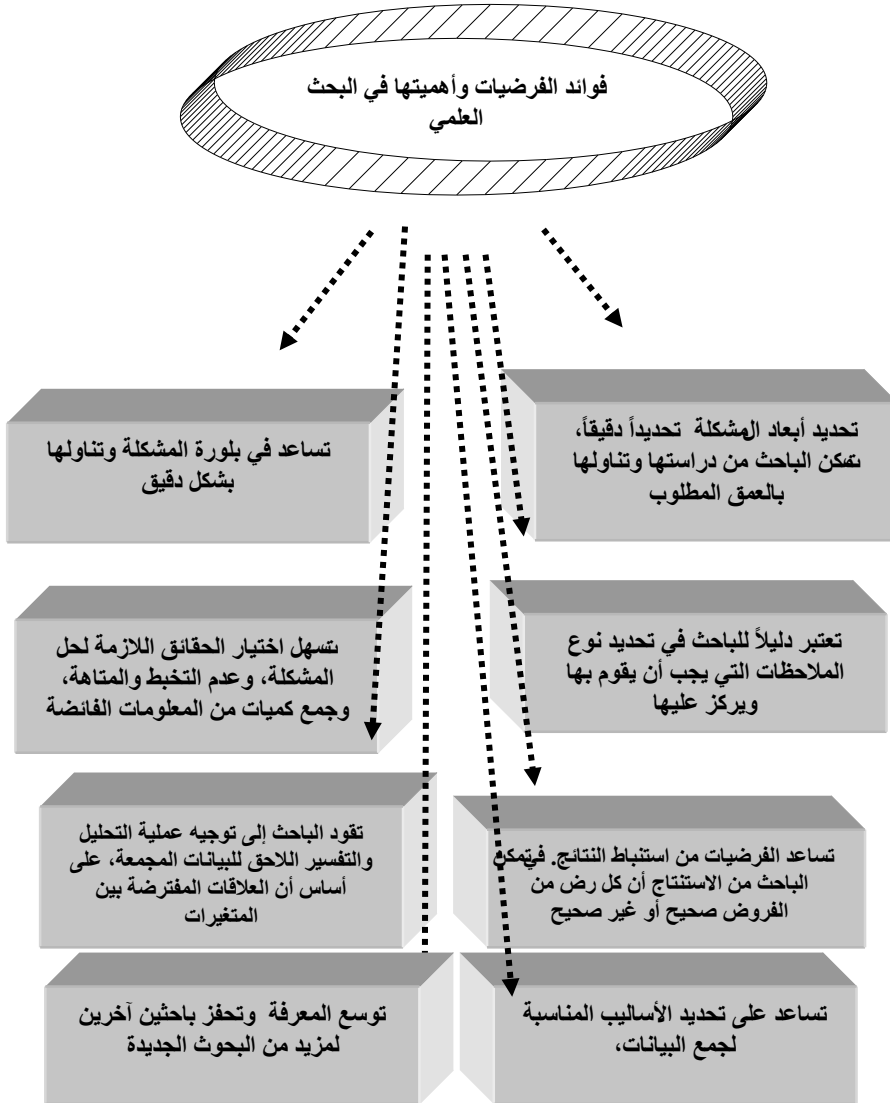 فوائد الفرضيات وأهميتها في البحث
العلمي
تحديد أبعاد المشكلة تحديداً دقيقاً،
تمكن الباحث من دراستها وتناولها
بالعمق المطلوب
تساعد في بلورة المشكلة وتناولها
بشكل دقيق
تعتبر دليلاً للباحث في تحديد نوع
الملاحظات التي يجب أن يقوم بها
ويركز عليها
تسهل اختيار الحقائق اللازمة لحل
المشكلة، وعدم التخبط والمتاهة،
وجمع كميات من المعلومات الفائضة
تساعد الفرضيات من استنباط النتائج. فيتمكن
الباحث من الاستنتاج أن كل رض من
الفروض صحيح أو غير صحيح
تقود الباحث إلى توجيه عملية التحليل
والتفسير اللاحق للبيانات المجمعة، على
أساس أن العلاقات المفترضة بين
المتغيرات
تساعد على تحديد الأساليب المناسبة
لجمع البيانات،
توسع المعرفة وتحفز باحثين آخرين
لمزيد من البحوث الجديدة